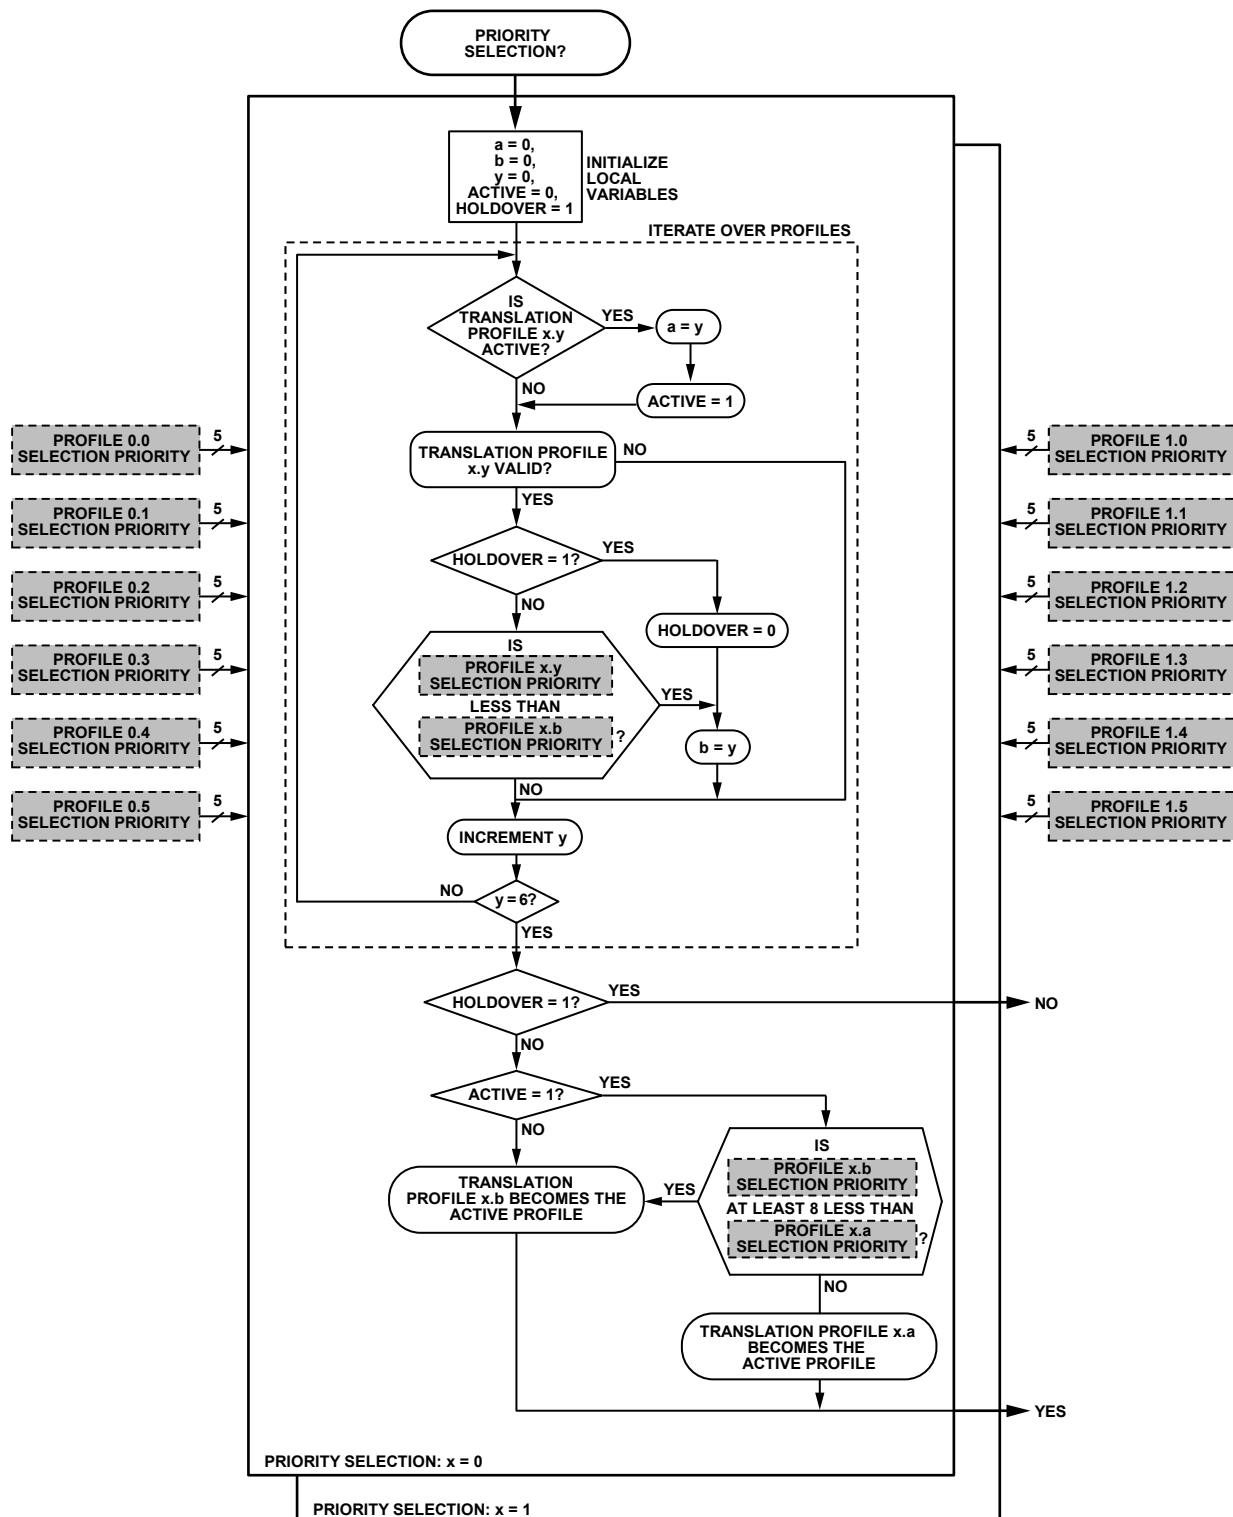 PRIORITY
SELECTION?
a = 0,
b = 0,
y = 0,
ACTIVE = 0,
HOLDOVER = 1
INITIALIZE
LOCAL
VARIABLES
ITERATE OVER PROFILES
IS
TRANSLATION
PROFILE x.y
ACTIVE?
YES
a = y
NO
ACTIVE = 1
TRANSLATION PROFILE
x.y VALID?
NO
YES
HOLDOVER = 1?
YES
NO
HOLDOVER = 0
IS
PROFILE x.y
SELECTION PRIORITY
LESS THAN
PROFILE x.b
SELECTION PRIORITY
?
YES
b = y
NO
INCREMENT y
y = 6?
NO
YES
PROFILE 0.0
SELECTION PRIORITY
5
PROFILE 0.1
SELECTION PRIORITY
5
PROFILE 0.2
SELECTION PRIORITY
5
PROFILE 0.3
SELECTION PRIORITY
5
PROFILE 0.4
SELECTION PRIORITY
5
PROFILE 0.5
SELECTION PRIORITY
5
5
PROFILE 1.0
SELECTION PRIORITY
5
PROFILE 1.1
SELECTION PRIORITY
5
PROFILE 1.2
SELECTION PRIORITY
5
PROFILE 1.3
SELECTION PRIORITY
5
PROFILE 1.4
SELECTION PRIORITY
5
PROFILE 1.5
SELECTION PRIORITY
HOLDOVER = 1?
YES
NO
NO
ACTIVE = 1?
YES
NO
TRANSLATION
PROFILE x.b BECOMES THE
ACTIVE PROFILE
YES
IS
PROFILE x.b
SELECTION PRIORITY
AT LEAST 8 LESS THAN
PROFILE x.a
SELECTION PRIORITY
?
NO
TRANSLATION PROFILE x.a
BECOMES THE
ACTIVE PROFILE
YES
PRIORITY SELECTION: x = 0
PRIORITY SELECTION: x = 1